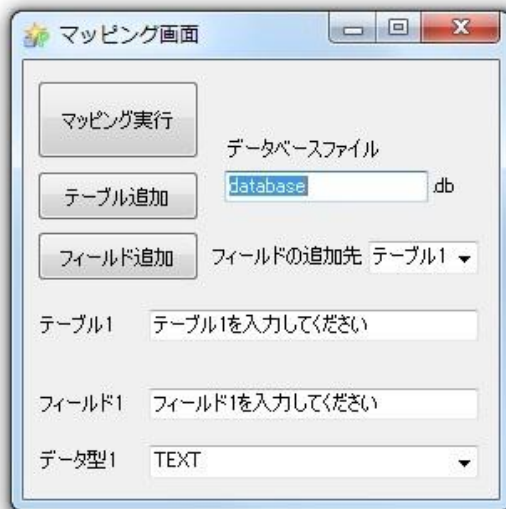 マッピング画面
マッピング実行
データベースファイル
テーブル追加
database .db
フィールド追加
フィールドの追加先 テーブル1
テーブル1 テーブル1を入力してください
フィールド1 フィールド1を入力してください
データ型1 TEXT